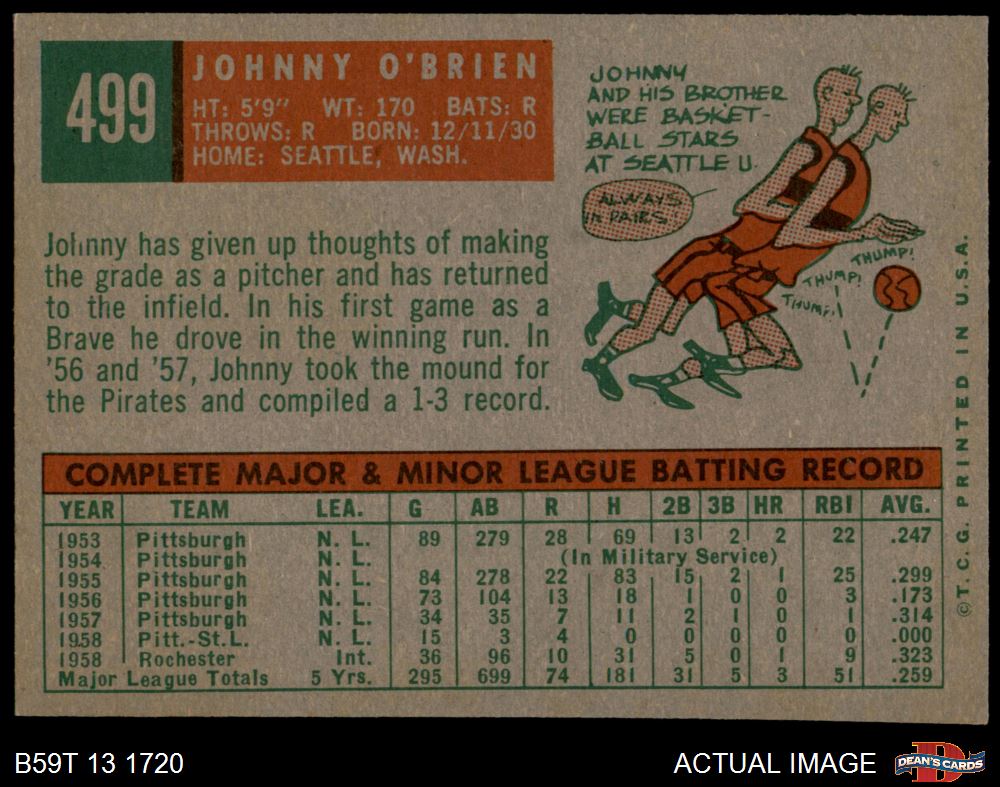 499
JOHNNY O'BRIEN
HT: 5'9" WT: 170 BATS: R
THROWS: R BORN: 12/11/30
HOME: SEATTLE, WASH.
JOHNNY
AND HIS BROTHER
WERE BASKET-
BALL STARS
AT SEATTLE U.
ALWAYS
IN PAIRS!
THUMP!
THUMP!
THUMP!
Johnny has given up thoughts of making
the grade as a pitcher and has returned
to the infield. In his first game as a
Brave he drove in the winning run. In
'56 and '57, Johnny took the mound for
the Pirates and compiled a 1-3 record.
COMPLETE MAJOR & MINOR LEAGUE BATTING RECORD
YEAR TEAM LEA. G AB R H 2B 3B HR RBI AVG.
1953 Pittsburgh N. L. 89 279 28 69 13 2 2 22 .247
1954 Pittsburgh N. L. (In Military Service)
1955 Pittsburgh N. L. 84 278 22 83 15 2 1 25 .299
1956 Pittsburgh N. L. 73 104 13 18 1 0 0 3 .173
1957 Pittsburgh N. L. 34 35 7 11 2 1 0 1 .314
1958 Pitt.-St.L. N. L. 15 3 4 0 0 0 0 0 .000
1958 Rochester Int. 36 96 10 31 5 0 1 9 .323
Major League Totals 5 Yrs. 295 699 74 181 31 5 3 51 .259
©T.C.G. PRINTED IN U.S.A.
B59T 13 1720
ACTUAL IMAGE
D
DEAN'S CARDS